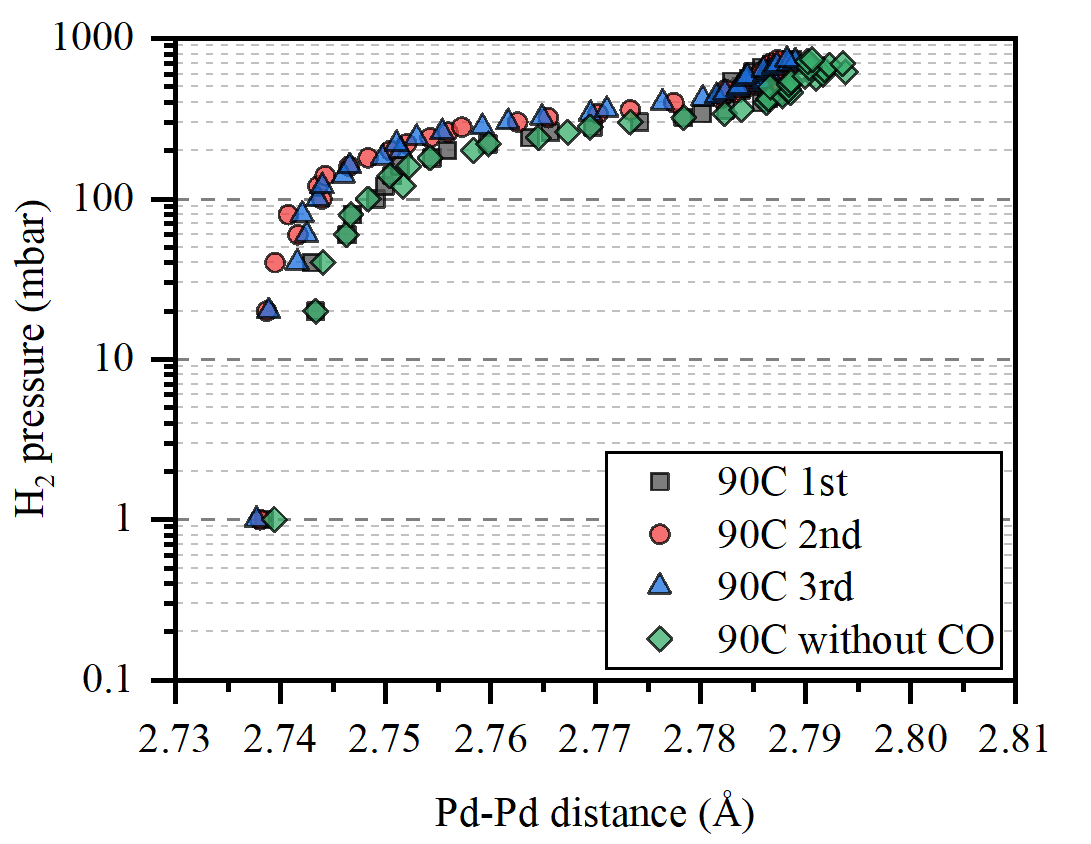 1000
100
10
1
0.1
H₂ pressure (mbar)
90C 1st
90C 2nd
90C 3rd
90C without CO
2.73 2.74 2.75 2.76 2.77 2.78 2.79 2.80 2.81
Pd-Pd distance (Å)